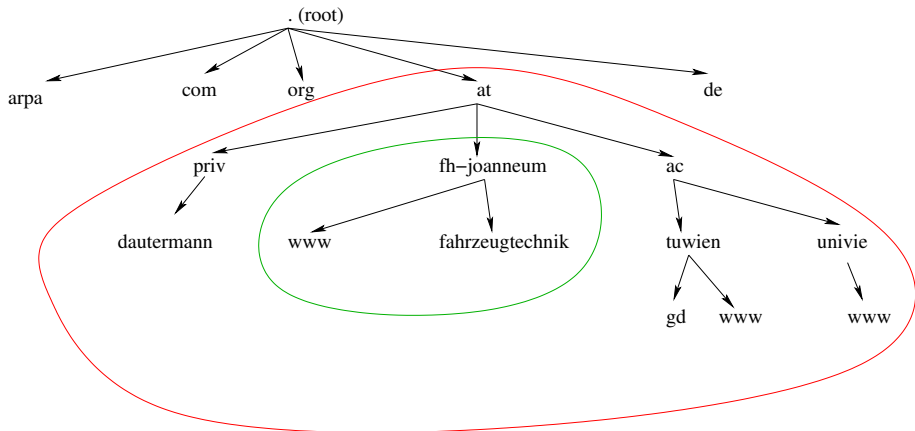 . (root)
arpa com org at de
priv fh−joanneum ac
dautermann www fahrzeugtechnik tuwien univie
gd www www